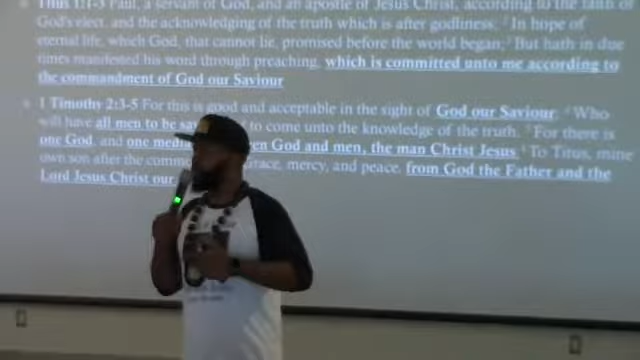 Titus 1:1-3 Paul, a servant of God, and an apostle of Jesus Christ, according to the faith of
God's elect, and the acknowledging of the truth which is after godliness; 2 In hope of
eternal life, which God, that cannot lie, promised before the world began; 3 But hath in due
times manifested his word through preaching, which is committed unto me according to
the commandment of God our Saviour
1 Timothy 2:3-5 For this is good and acceptable in the sight of God our Saviour; 4 Who
will have all men to be to come unto the knowledge of the truth. 5 For there is
one God, and one God and men, the man Christ Jesus 4 To Titus, mine
own son after the mercy, and peace, from God the Father and the
Lord Jesus Christ our